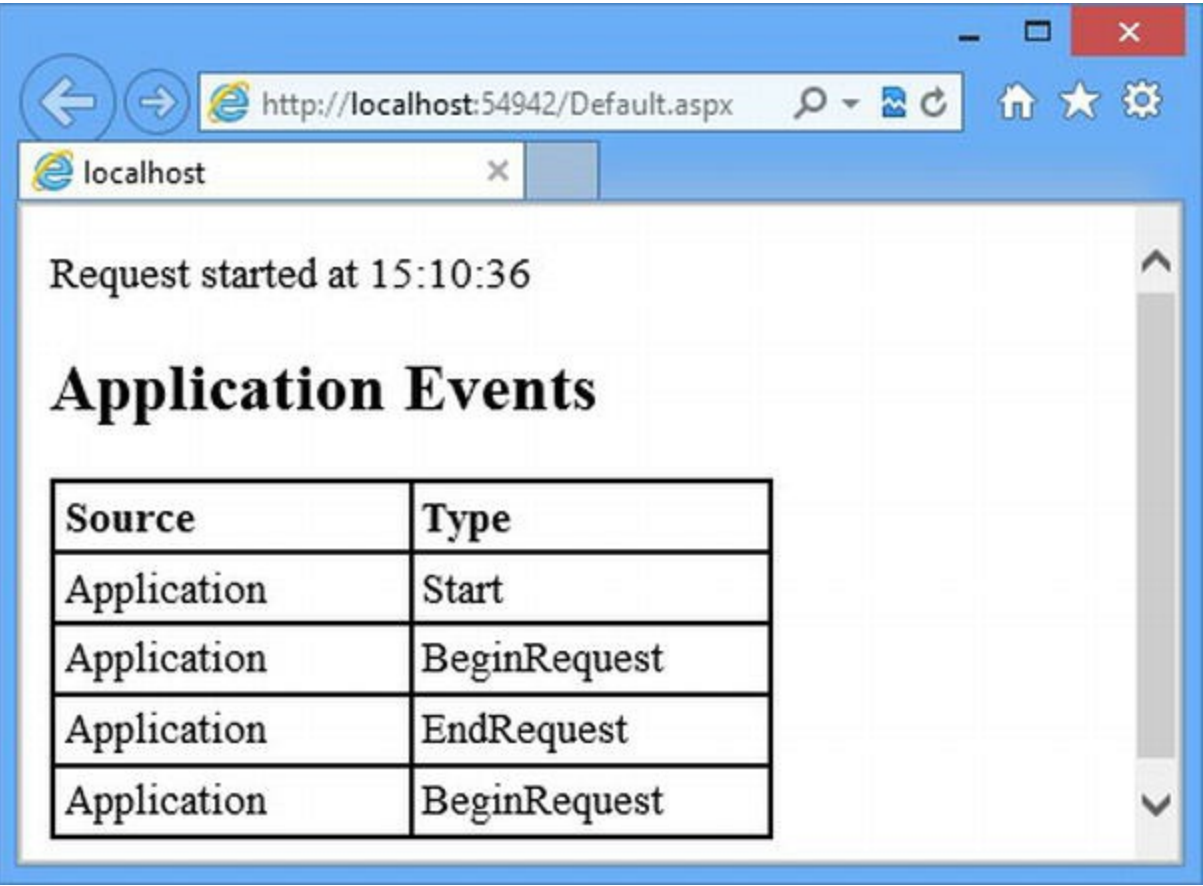 http://localhost:54942/Default.aspx
localhost
Request started at 15:10:36
Application Events
Source Type
Application Start
Application BeginRequest
Application EndRequest
Application BeginRequest